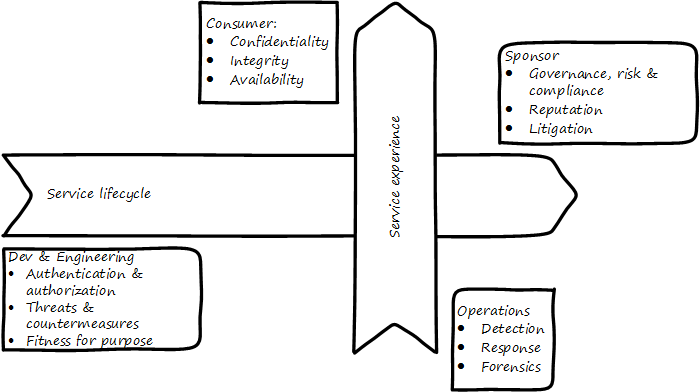 Consumer:
• Confidentiality
• Integrity
• Availability
Sponsor
• Governance, risk &
compliance
• Reputation
• Litigation
Service experience
Service lifecycle
Dev & Engineering
• Authentication &
authorization
• Threats &
countermeasures
• Fitness for purpose
Operations
• Detection
• Response
• Forensics